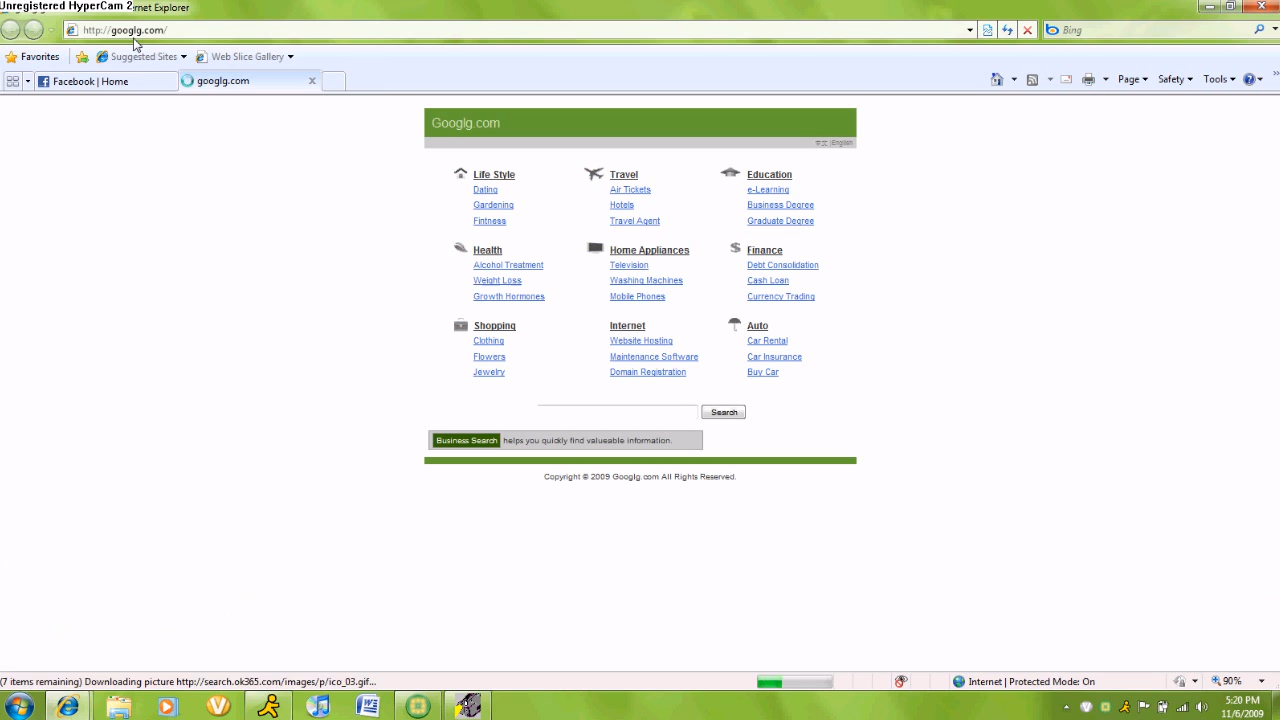 Unregistered HyperCam 2
ernet Explorer
http://googlg.com/
Bing
Favorites
Suggested Sites
Web Slice Gallery
Facebook | Home
googlg.com
Page
Safety
Tools
Googlg.com
中文 |English
Life Style
Dating
Gardening
Fintness
Travel
Air Tickets
Hotels
Travel Agent
Education
e-Learning
Business Degree
Graduate Degree
Health
Alcohol Treatment
Weight Loss
Growth Hormones
Home Appliances
Television
Washing Machines
Mobile Phones
Finance
Debt Consolidation
Cash Loan
Currency Trading
Shopping
Clothing
Flowers
Jewelry
Internet
Website Hosting
Maintenance Software
Domain Registration
Auto
Car Rental
Car Insurance
Buy Car
Search
Business Search helps you quickly find valueable information.
Copyright © 2009 Googlg.com All Rights Reserved.
(7 items remaining) Downloading picture http://search.ok365.com/images/p/ico_03.gif...
Internet | Protected Mode: On
90%
5:20 PM
11/6/2009